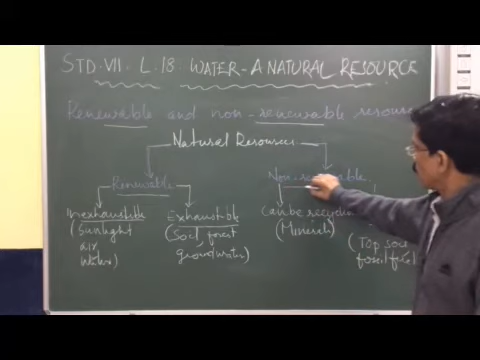 STD-VII. L.18: WATER-A NATURAL RESOURCE
Renewable and non-renewable resour
Natural Resources
Renewable Non-renewable
Inexhaustible Exhaustible Can be recycled
(Sunlight (Soil, forest (Minerals)
air groundwater) (Top soil
Water) fossil fuel